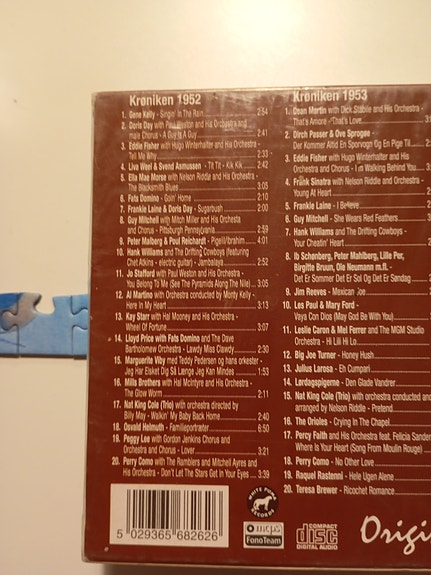 Krøniken 1952
1. Gene Kelly - Singin' In The Rain 2:54
2. Doris Day with Paul Weston and His Orchestra and
male Chorus - A Guy Is A Guy 2:41
3. Eddie Fisher with Hugo Winterhalter and His Orchestra -
Tell Me Why 2:33
4. Liva Weel & Svend Asmussen - Tit Tit - Kik Kik 2:42
5. Ella Mae Morse with Nelson Riddle and His Orchestra -
The Blacksmith Blues 3:05
6. Fats Domino - Goin' Home 2:10
7. Frankie Laine & Doris Day - Sugarbush 2:00
8. Guy Mitchell with Mitch Miller and His Orchestra
and Chorus - Pittsburgh Pennsylvania 2:59
9. Peter Malberg & Poul Reichardt - Pigeill/Ibrahim 4:01
10. Hank Williams and The Drifting Cowboys (featuring
Chet Atkins - electric guitar) - Jambalaya 2:52
11. Jo Stafford with Paul Weston and His Orchestra -
You Belong To Me (See The Pyramids Along The Nile) 3:05
12. Al Martino with Orchestra conducted by Monty Kelly -
Here In My Heart 3:13
13. Kay Starr with Hal Mooney and His Orchestra -
Wheel Of Fortune 3:07
14. Lloyd Price with Fats Domino and The Dave
Bartholomew Orchestra - Lawdy Miss Clawdy 2:30
15. Marguerite Viby med Teddy Petersen og hans orkester -
Jeg Har Elsket Dig Så Længe Jeg Kan Mindes 1:53
16. Mills Brothers with Hal McIntyre and His Orchestra -
The Glow Worm 2:11
17. Nat King Cole (Trio) with orchestra directed by
Billy May - Walkin' My Baby Back Home 2:40
18. Osvald Helmuth - Familieportrætter 6:50
19. Peggy Lee with Gordon Jenkins Chorus
and Orchestra and Chorus - Lover 3:21
20. Perry Como with The Ramblers and Mitchell Ayres and
His Orchestra - Don't Let The Stars Get In Your Eyes 3:39
Krøniken 1953
1. Dean Martin with Dick Stabile and His Orchestra -
That's Amore -That's Love
2. Dirch Passer & Ove Sprogøe -
Der Kommer Altid En Sporvogn Og En Pige Til
3. Eddie Fisher with Hugo Winterhalter and His
Orchestra and Chorus - I'm Walking Behind You
4. Frank Sinatra with Nelson Riddle and Orchestra -
Young At Heart
5. Frankie Laine - I Believe
6. Guy Mitchell - She Wears Red Feathers
7. Hank Williams and The Drifting Cowboys -
Your Cheatin' Heart
8. Ib Schønberg, Peter Mahlberg, Lille Per,
Birgitte Bruun, Ole Neumann m.fl. -
Det Er Sommer Det Er Sol Og Det Er Søndag
9. Jim Reeves - Mexican Joe
10. Les Paul & Mary Ford -
Vaya Con Dios (May God Be With You)
11. Leslie Caron & Mel Ferrer and The MGM Studio
Orchestra - Hi Lili Hi Lo
12. Big Joe Turner - Honey Hush
13. Julius Larosa - Eh Cumpari
14. Lørdagspigerne - Den Glade Vandrer
15. Nat King Cole (Trio) with orchestra conducted and
arranged by Nelson Riddle - Pretend
16. The Orioles - Crying In The Chapel
17. Percy Faith and His Orchestra feat. Felicia Sander
Where Is Your Heart (Song From Moulin Rouge)
18. Perry Como - No Other Love
19. Raquel Rastenni - Hele Ugen Alene
20. Teresa Brewer - Ricochet Romance
5 029365 682626
WHITE
RECORDS
mcps
FonoTeam
COMPACT
disc
DIGITAL AUDIO
Origi